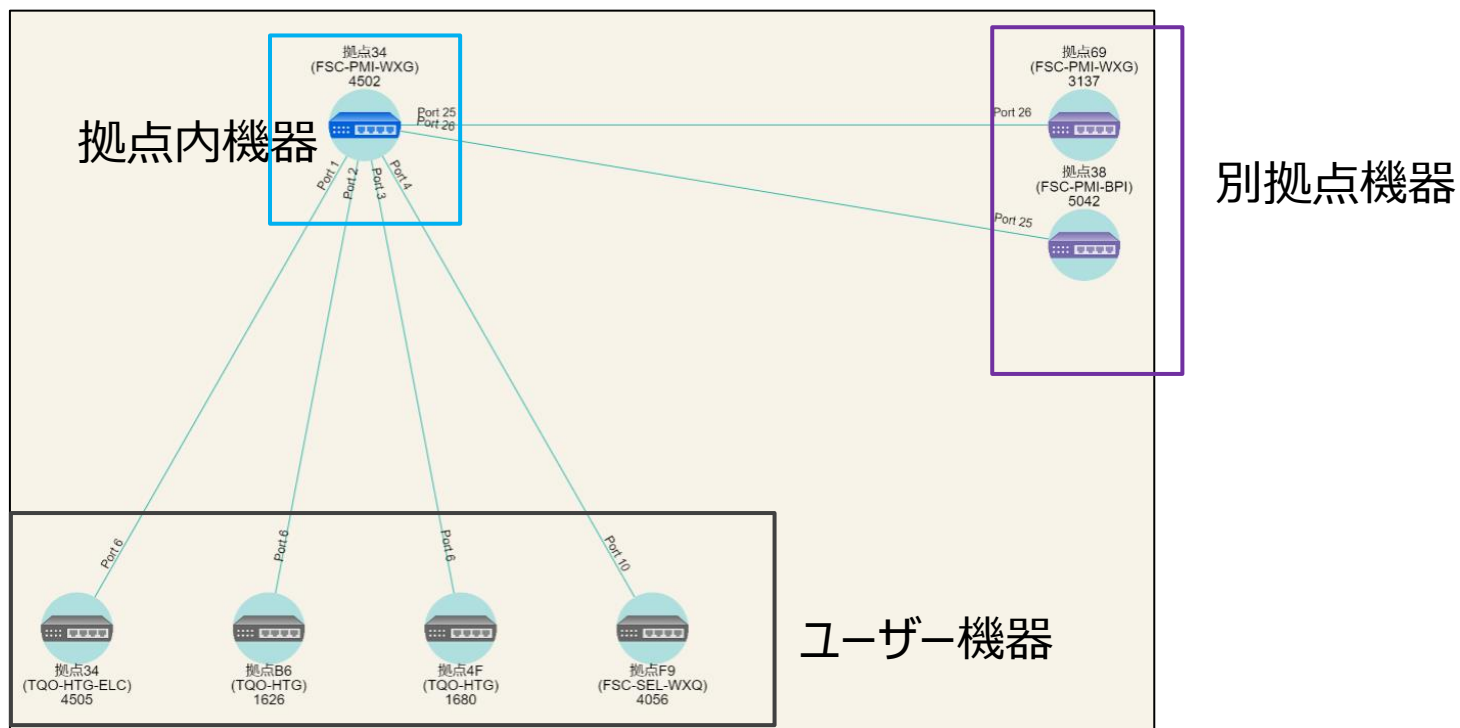 拠点34
(FSC-PMI-WXG)
4502
拠点69
(FSC-PMI-WXG)
3137
拠点内機器
Port 25
Port 26
Port 26
Port 1
Port 2
Port 3
Port 4
拠点38
(FSC-PMI-BPI)
5042
別拠点機器
Port 25
Port 6
Port 6
Port 6
Port 10
ユーザー機器
拠点34
(TQO-HTG-ELC)
4505
拠点B6
(TQO-HTG)
1626
拠点4F
(TQO-HTG)
1680
拠点F9
(FSC-SEL-WXQ)
4056